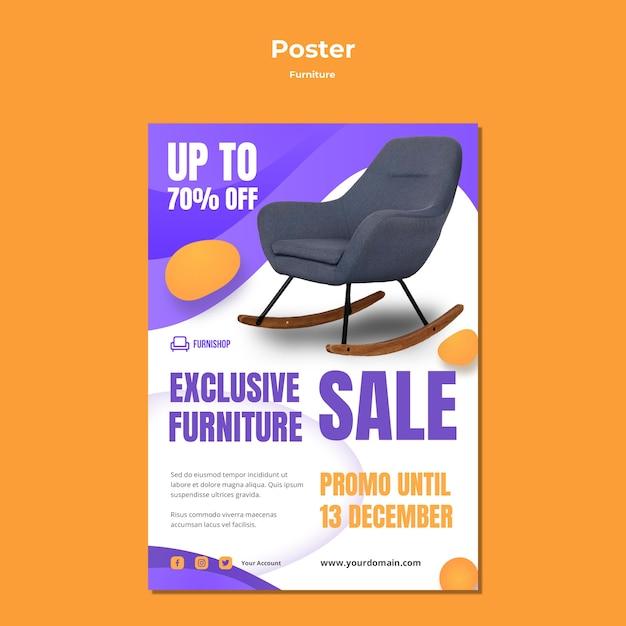 Poster
Furniture
UP TO
70% OFF
FURNISHOP
EXCLUSIVE
FURNITURE
SALE
Sed do eiusmod tempor incididunt ut
labore et dolore magna aliqua. Quis ipsum
suspendisse ultrices gravida.
Risus commodo viverra maecenas
accumsan lacus vel facilisis.
PROMO UNTIL
13 DECEMBER
Your Account
www.yourdomain.com